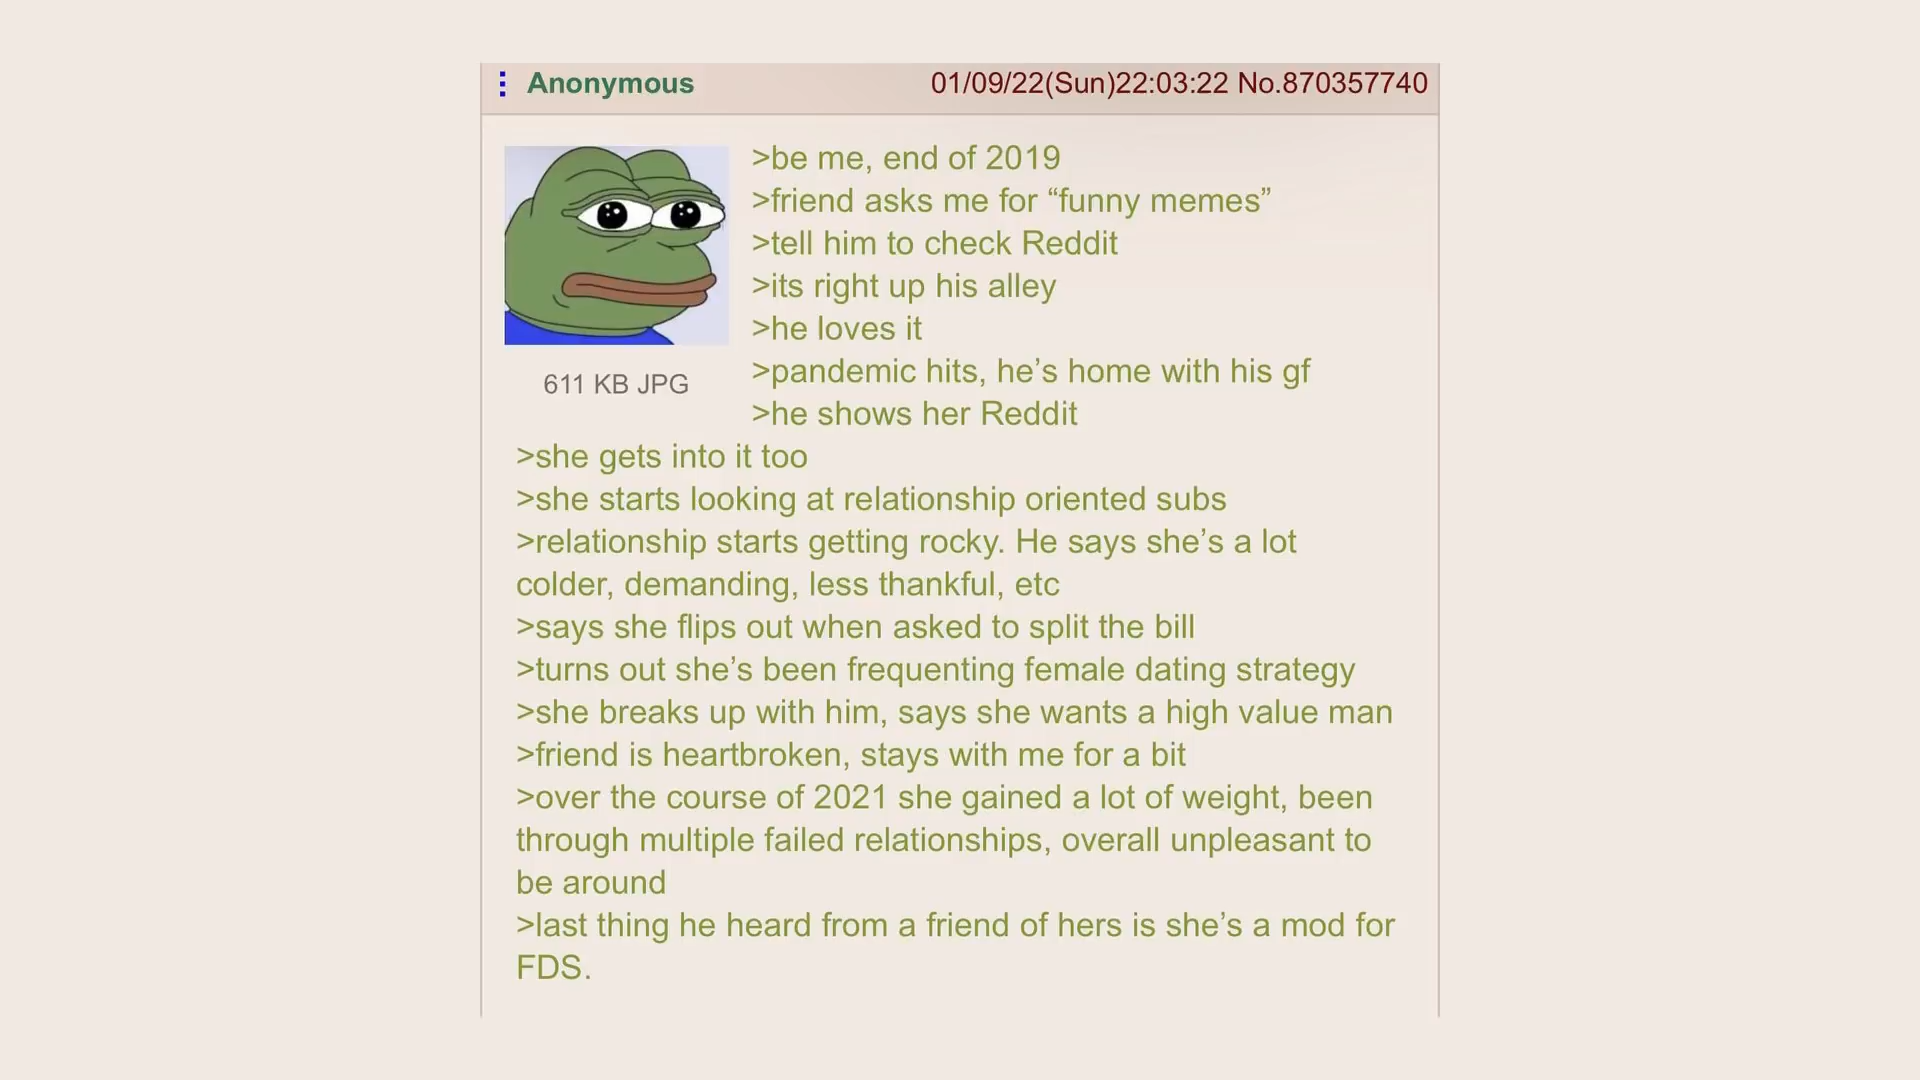 Anonymous 01/09/22(Sun)22:03:22 No.870357740
>be me, end of 2019
>friend asks me for “funny memes”
>tell him to check Reddit
>its right up his alley
>he loves it
>pandemic hits, he’s home with his gf
611 KB JPG
>he shows her Reddit
>she gets into it too
>she starts looking at relationship oriented subs
>relationship starts getting rocky. He says she’s a lot
colder, demanding, less thankful, etc
>says she flips out when asked to split the bill
>turns out she’s been frequenting female dating strategy
>she breaks up with him, says she wants a high value man
>friend is heartbroken, stays with me for a bit
>over the course of 2021 she gained a lot of weight, been
through multiple failed relationships, overall unpleasant to
be around
>last thing he heard from a friend of hers is she’s a mod for
FDS.